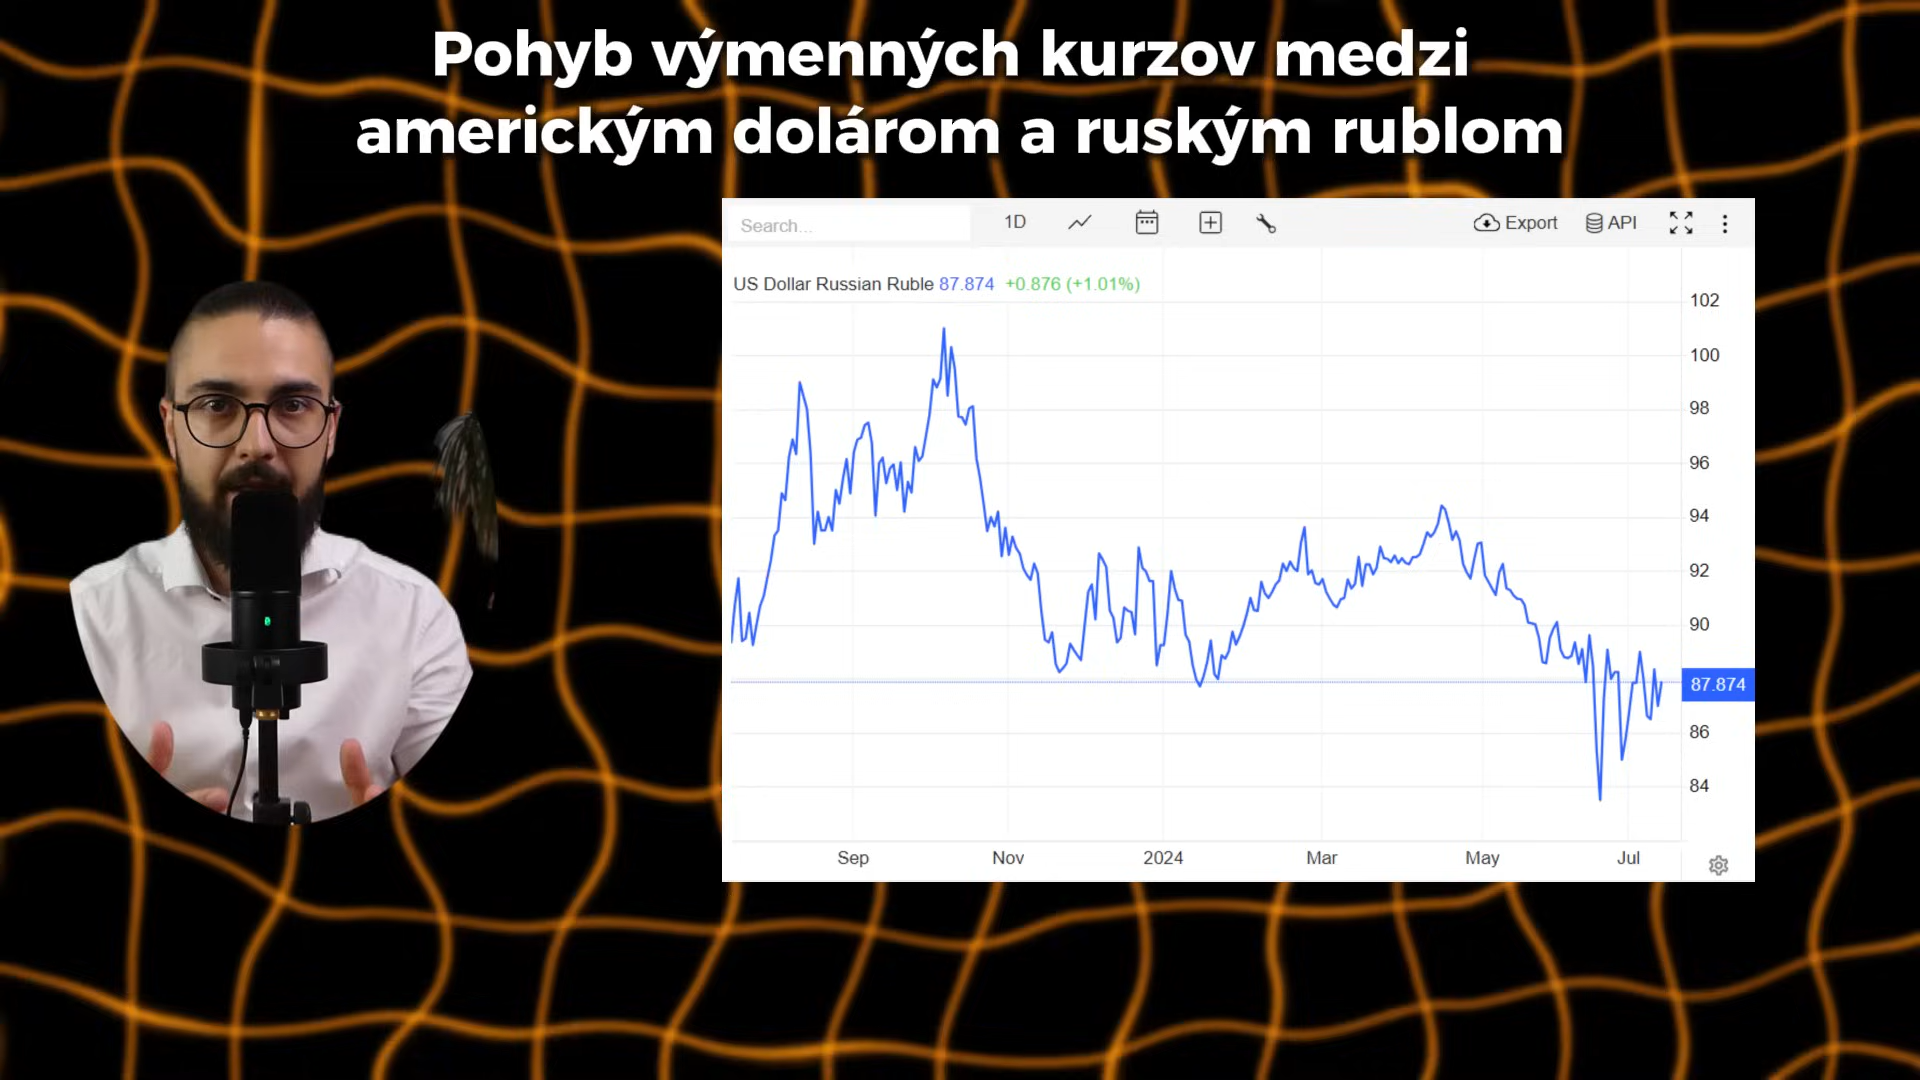 Pohyb výmenných kurzov medzi
americkým dolárom a ruským rublom
Search...
1D
Export
API
US Dollar Russian Ruble 87.874 +0.876 (+1.01%)
102
100
98
96
94
92
90
87.874
86
84
Sep
Nov
2024
Mar
May
Jul